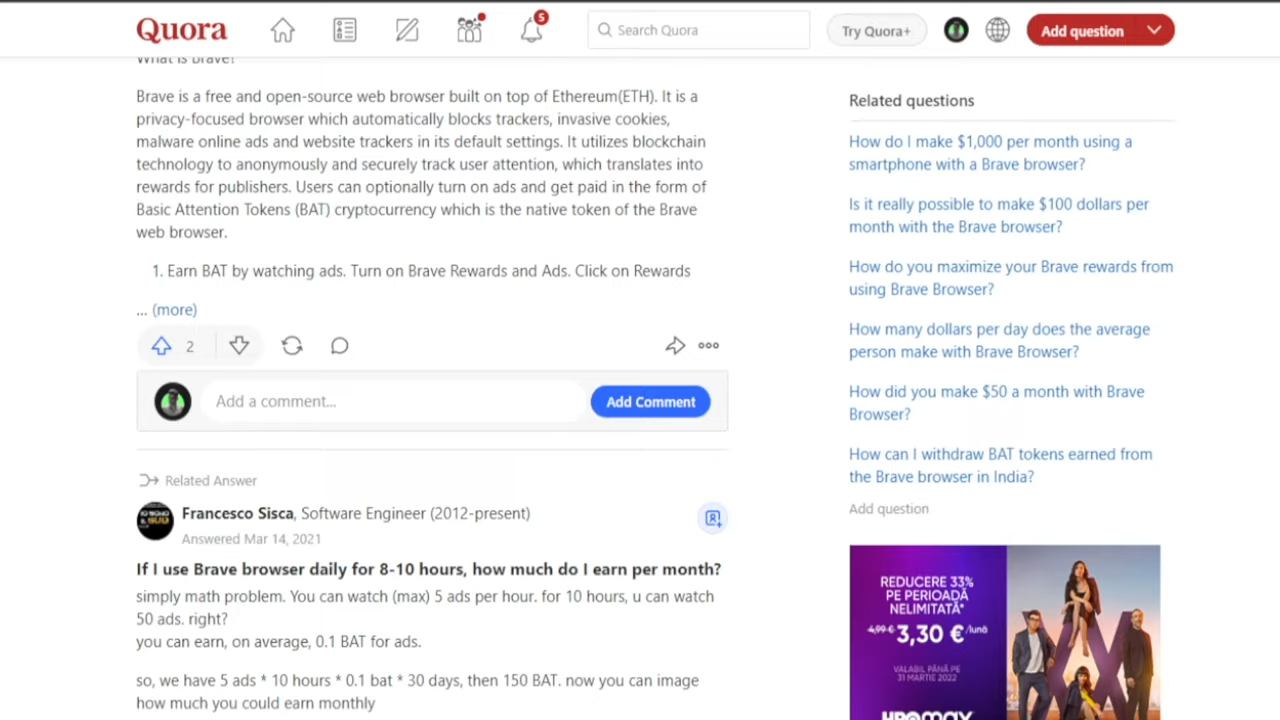 Quora
5
Search Quora
Try Quora+
Add question
What is Brave?
Brave is a free and open-source web browser built on top of Ethereum(ETH). It is a
privacy-focused browser which automatically blocks trackers, invasive cookies,
malware online ads and website trackers in its default settings. It utilizes blockchain
technology to anonymously and securely track user attention, which translates into
rewards for publishers. Users can optionally turn on ads and get paid in the form of
Basic Attention Tokens (BAT) cryptocurrency which is the native token of the Brave
web browser.
1. Earn BAT by watching ads. Turn on Brave Rewards and Ads. Click on Rewards
... (more)
2
Add a comment...
Add Comment
Related Answer
Francesco Sisca, Software Engineer (2012-present)
Answered Mar 14, 2021
If I use Brave browser daily for 8-10 hours, how much do I earn per month?
simply math problem. You can watch (max) 5 ads per hour. for 10 hours, u can watch
50 ads. right?
you can earn, on average, 0.1 BAT for ads.
so, we have 5 ads * 10 hours * 0.1 bat * 30 days, then 150 BAT. now you can image
how much you could earn monthly
Related questions
How do I make $1,000 per month using a
smartphone with a Brave browser?
Is it really possible to make $100 dollars per
month with the Brave browser?
How do you maximize your Brave rewards from
using Brave Browser?
How many dollars per day does the average
person make with Brave Browser?
How did you make $50 a month with Brave
Browser?
How can I withdraw BAT tokens earned from
the Brave browser in India?
Add question
REDUCERE 33%
PE PERIOADĂ
NELIMITATĂ*
4,99 € 3,30 €/lună
VALABIL PÂNĂ PE
31 MARTIE 2022
HBOMAX